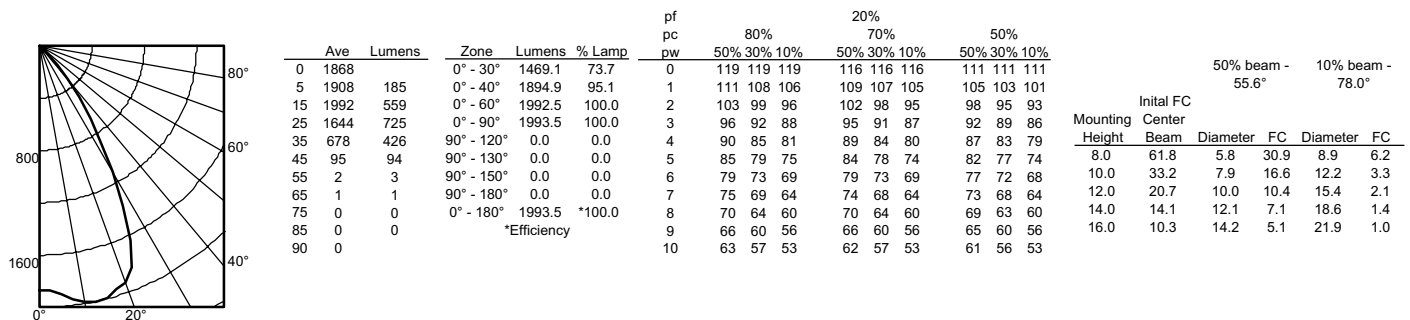 80°
60°
40°
800
1600
0° 20°
Ave Lumens
0 1868
5 1908 185
15 1992 559
25 1644 725
35 678 426
45 95 94
55 2 3
65 1 1
75 0 0
85 0 0
90 0
Zone Lumens % Lamp
0° - 30° 1469.1 73.7
0° - 40° 1894.9 95.1
0° - 60° 1992.5 100.0
0° - 90° 1993.5 100.0
90° - 120° 0.0 0.0
90° - 130° 0.0 0.0
90° - 150° 0.0 0.0
90° - 180° 0.0 0.0
0° - 180° 1993.5 *100.0
*Efficiency
pf 20%
pc 80% 70% 50%
pw 50% 30% 10% 50% 30% 10% 50% 30% 10%
0 119 119 119 116 116 116 111 111 111
1 111 108 106 109 107 105 105 103 101
2 103 99 96 102 98 95 98 95 93
3 96 92 88 95 91 87 92 89 86
4 90 85 81 89 84 80 87 83 79
5 85 79 75 84 78 74 82 77 74
6 79 73 69 79 73 69 77 72 68
7 75 69 64 74 68 64 73 68 64
8 70 64 60 70 64 60 69 63 60
9 66 60 56 66 60 56 65 60 56
10 63 57 53 62 57 53 61 56 53
50% beam - 10% beam -
55.6° 78.0°
Inital FC
Mounting Center
Height Beam Diameter FC Diameter FC
8.0 61.8 5.8 30.9 8.9 6.2
10.0 33.2 7.9 16.6 12.2 3.3
12.0 20.7 10.0 10.4 15.4 2.1
14.0 14.1 12.1 7.1 18.6 1.4
16.0 10.3 14.2 5.1 21.9 1.0